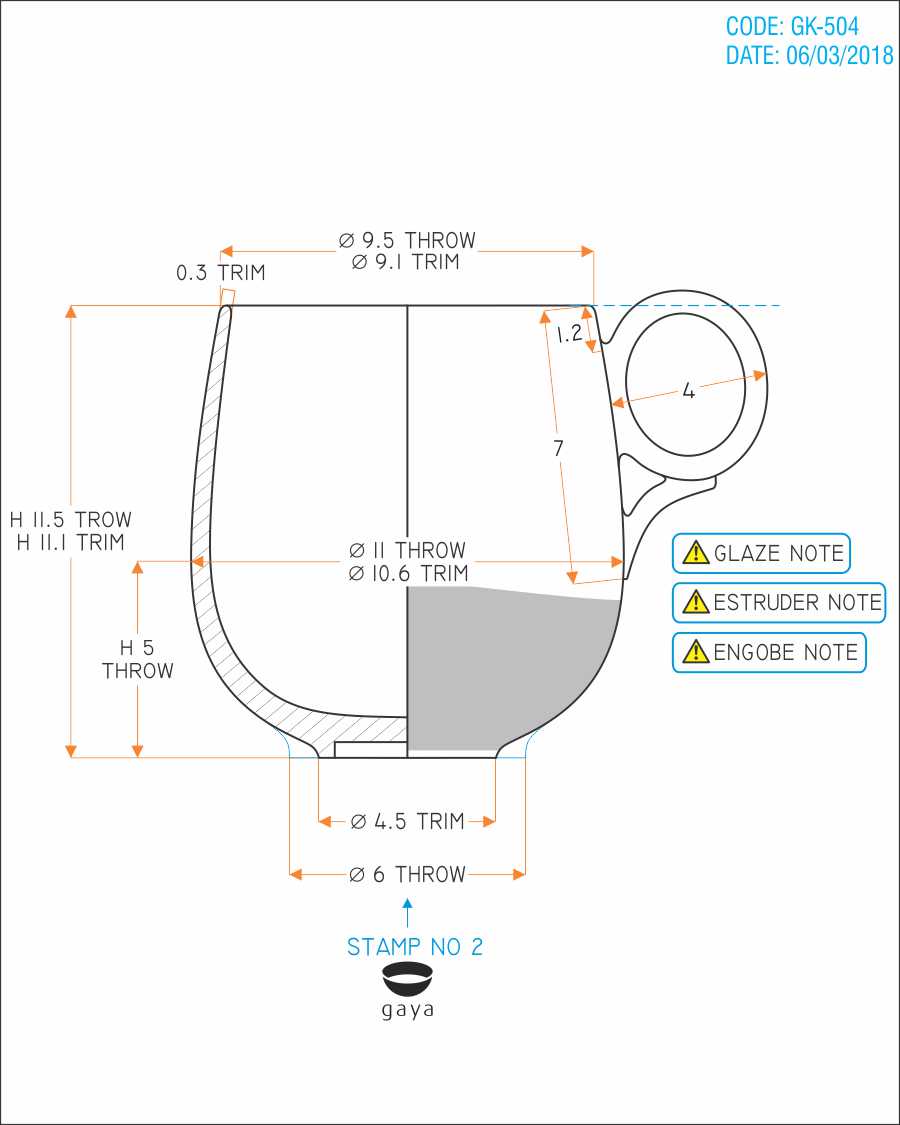 CODE: GK-504
DATE: 06/03/2018
Ø 9.5 THROW
Ø 9.1 TRIM
0.3 TRIM
1.2
4
7
H 11.5 TROW
H 11.1 TRIM
Ø 11 THROW
Ø 10.6 TRIM
GLAZE NOTE
ESTRUDER NOTE
ENGOBE NOTE
H 5
THROW
Ø 4.5 TRIM
Ø 6 THROW
STAMP NO 2
gaya